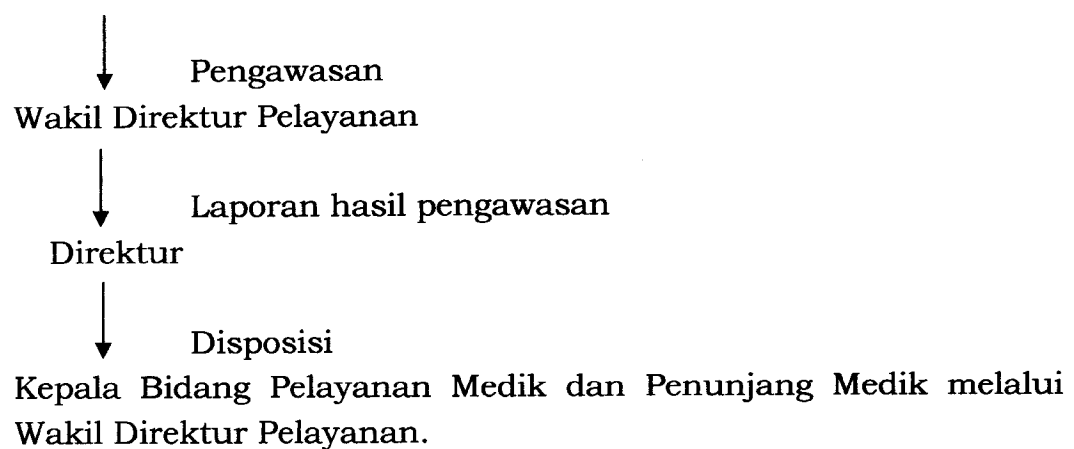 Pengawasan
Wakil Direktur Pelayanan
Laporan hasil pengawasan
Direktur
Disposisi
Kepala Bidang Pelayanan Medik dan Penunjang Medik melalui
Wakil Direktur Pelayanan.